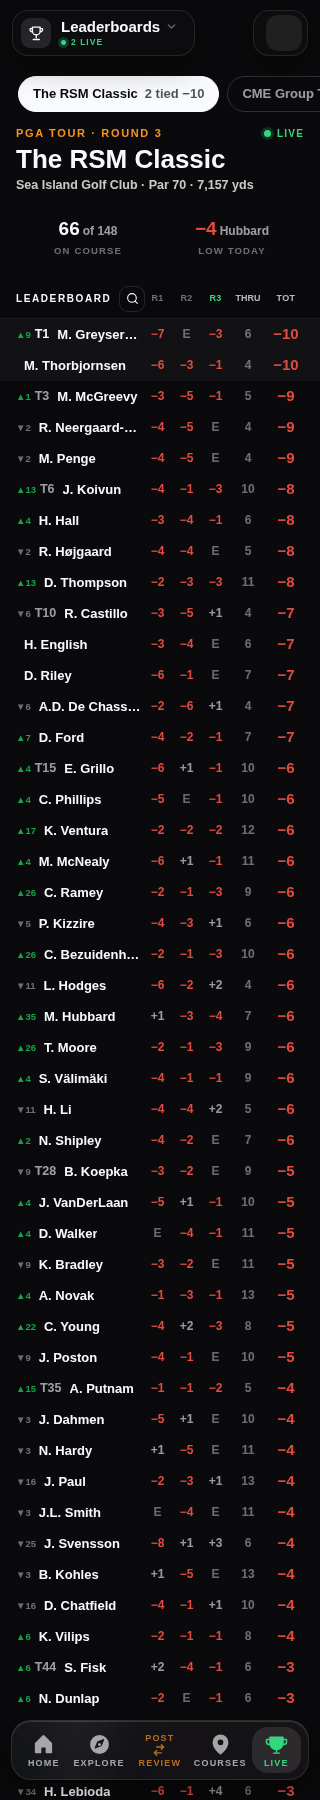 Leaderboards
2 LIVE
The RSM Classic 2 tied −10
CME Group T
PGA TOUR · ROUND 3
LIVE
The RSM Classic
Sea Island Golf Club · Par 70 · 7,157 yds
66 of 148
−4 Hubbard
ON COURSE
LOW TODAY
LEADERBOARD R1 R2 R3 THRU TOT
▲9 T1 M. Greyser… −7 E −3 6 −10
M. Thorbjornsen −6 −3 −1 4 −10
▲1 T3 M. McGreevy −3 −5 −1 5 −9
▼2 R. Neergaard-… −4 −5 E 4 −9
▼2 M. Penge −4 −5 E 4 −9
▲13 T6 J. Koivun −4 −1 −3 10 −8
▲4 H. Hall −3 −4 −1 6 −8
▼2 R. Højgaard −4 −4 E 5 −8
▲13 D. Thompson −2 −3 −3 11 −8
▼6 T10 R. Castillo −3 −5 +1 4 −7
H. English −3 −4 E 6 −7
D. Riley −6 −1 E 7 −7
▼6 A.D. De Chass… −2 −6 +1 4 −7
▲7 D. Ford −4 −2 −1 7 −7
▲4 T15 E. Grillo −6 +1 −1 10 −6
▲4 C. Phillips −5 E −1 10 −6
▲17 K. Ventura −2 −2 −2 12 −6
▲4 M. McNealy −6 +1 −1 11 −6
▲26 C. Ramey −2 −1 −3 9 −6
▼5 P. Kizzire −4 −3 +1 6 −6
▲26 C. Bezuidenh… −2 −1 −3 10 −6
▼11 L. Hodges −6 −2 +2 4 −6
▲35 M. Hubbard +1 −3 −4 7 −6
▲26 T. Moore −2 −1 −3 9 −6
▲4 S. Välimäki −4 −1 −1 9 −6
▼11 H. Li −4 −4 +2 5 −6
▲2 N. Shipley −4 −2 E 7 −6
▼9 T28 B. Koepka −3 −2 E 9 −5
▲4 J. VanDerLaan −5 +1 −1 10 −5
▲4 D. Walker E −4 −1 11 −5
▼9 K. Bradley −3 −2 E 11 −5
▲4 A. Novak −1 −3 −1 13 −5
▲22 C. Young −4 +2 −3 8 −5
▼9 J. Poston −4 −1 E 10 −5
▲15 T35 A. Putnam −1 −1 −2 5 −4
▼3 J. Dahmen −5 +1 E 10 −4
▼3 N. Hardy +1 −5 E 11 −4
▼16 J. Paul −2 −3 +1 13 −4
▼3 J.L. Smith E −4 E 11 −4
▼25 J. Svensson −8 +1 +3 6 −4
▼3 B. Kohles +1 −5 E 13 −4
▼16 D. Chatfield −4 −1 +1 10 −4
▲6 K. Vilips −2 −1 −1 8 −4
▲6 T44 S. Fisk +2 −4 −1 6 −3
▲6 N. Dunlap −2 E −1 6 −3
HOME
EXPLORE
POST
REVIEW
COURSES
LIVE
▼34 H. Lebioda −6 −1 +4 6 −3